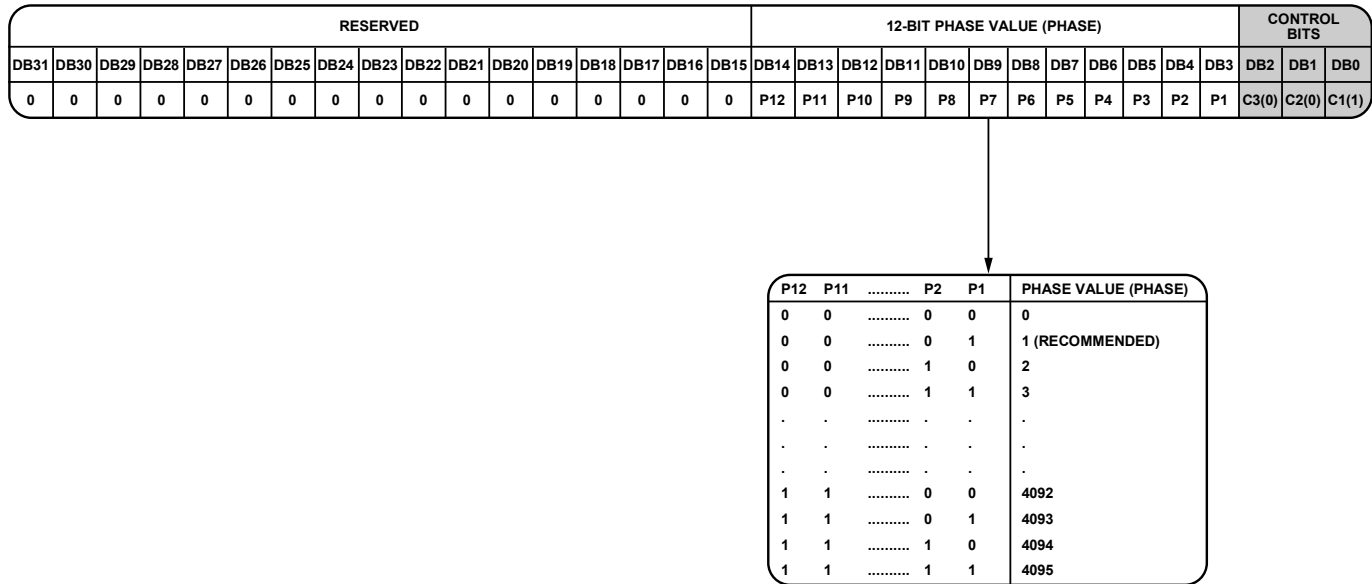 RESERVED 12-BIT PHASE VALUE (PHASE) CONTROL BITS
DB31 DB30 DB29 DB28 DB27 DB26 DB25 DB24 DB23 DB22 DB21 DB20 DB19 DB18 DB17 DB16 DB15 DB14 DB13 DB12 DB11 DB10 DB9 DB8 DB7 DB6 DB5 DB4 DB3 DB2 DB1 DB0
0 0 0 0 0 0 0 0 0 0 0 0 0 0 0 0 0 P12 P11 P10 P9 P8 P7 P6 P5 P4 P3 P2 P1 C3(0) C2(0) C1(1)
P12 P11 .......... P2 P1 PHASE VALUE (PHASE)
0 0 .......... 0 0 0
0 0 .......... 0 1 1 (RECOMMENDED)
0 0 .......... 1 0 2
0 0 .......... 1 1 3
. . .......... . . .
. . .......... . . .
. . .......... . . .
1 1 .......... 0 0 4092
1 1 .......... 0 1 4093
1 1 .......... 1 0 4094
1 1 .......... 1 1 4095